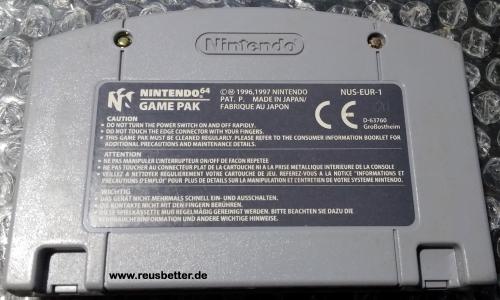 Nintendo
NINTENDO 64
GAME PAK
© Ⓜ 1996,1997 NINTENDO
PAT. P. MADE IN JAPAN/
FABRIQUE AU JAPON
NUS-EUR-1
CE
D-63760
Großostheim
CAUTION
• DO NOT TURN THE POWER SWITCH ON AND OFF RAPIDLY.
• DO NOT TOUCH THE EDGE CONNECTOR WITH YOUR FINGERS.
• THIS GAME PAK MUST BE CLEANED REGULARLY. PLEASE REFER TO THE CONSUMER INFORMATION BOOKLET FOR
ADDITIONAL PRECAUTIONS AND MAINTENANCE DETAILS.
ATTENTION
• NE PAS MANIPULER L'INTERRUPTEUR ON/OFF DE FACON REPETEE
• NE PAS TOUCHER AU CONNECTEUR PLAT DE LA CARTOUCHE NI A LA PRISE METALLIQUE INTERIEURE DE LA CONSOLE
• VEILLEZ A NETTOYER REGULIEREMENT VOTRE CARTOUCHE DE JEU. REFEREZ-VOUS A LA NOTICE "INFORMATIONS ET
PRECAUTIONS D'EMPLOI" POUR PLUS DE DETAILS SUR LA MANIPULATION ET L'ENTRETIEN DE VOTRE SYSTEME NINTENDO.
WICHTIG
• DAS GERÄT NICHT MEHRMALS SCHNELL EIN- UND AUSSCHALTEN.
• DIE KONTAKTE NICHT MIT DEN FINGERN BERÜHREN.
• DIESE SPIELKASSETTE MUß REGELMÄßIG GEREINIGT WERDEN. BITTE BEACHTEN SIE DAZU DIE
GEBRAUCHSINFORMATION UND ANDERE WICHTIGE HINWEISE.
www.reusbetter.de